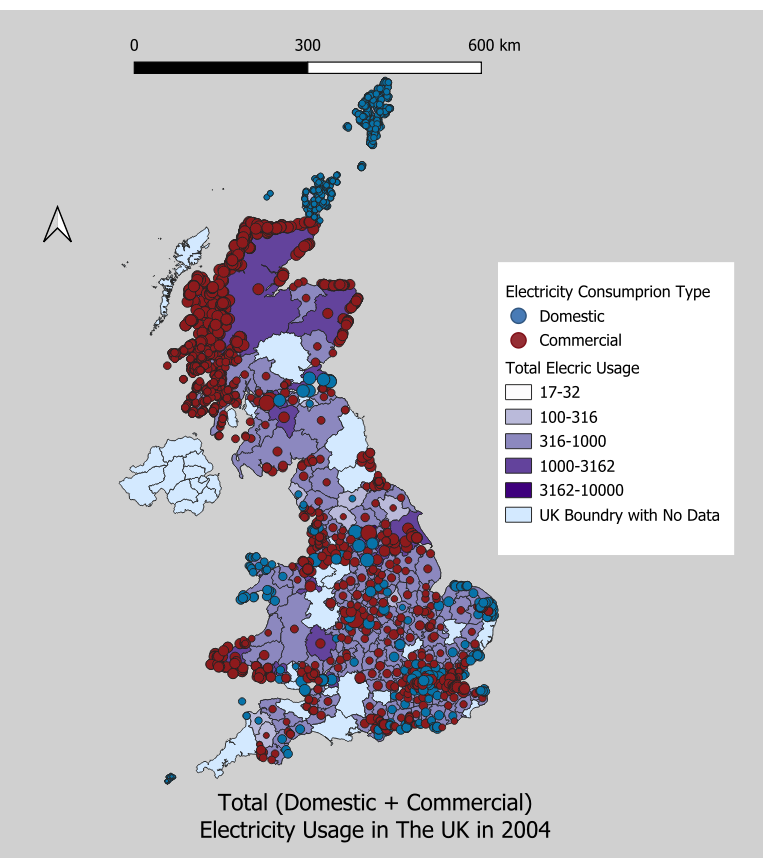 0 300 600 km
Electricity Consumprion Type
Domestic
Commercial
Total Elecric Usage
17-32
100-316
316-1000
1000-3162
3162-10000
UK Boundry with No Data
Total (Domestic + Commercial)
Electricity Usage in The UK in 2004